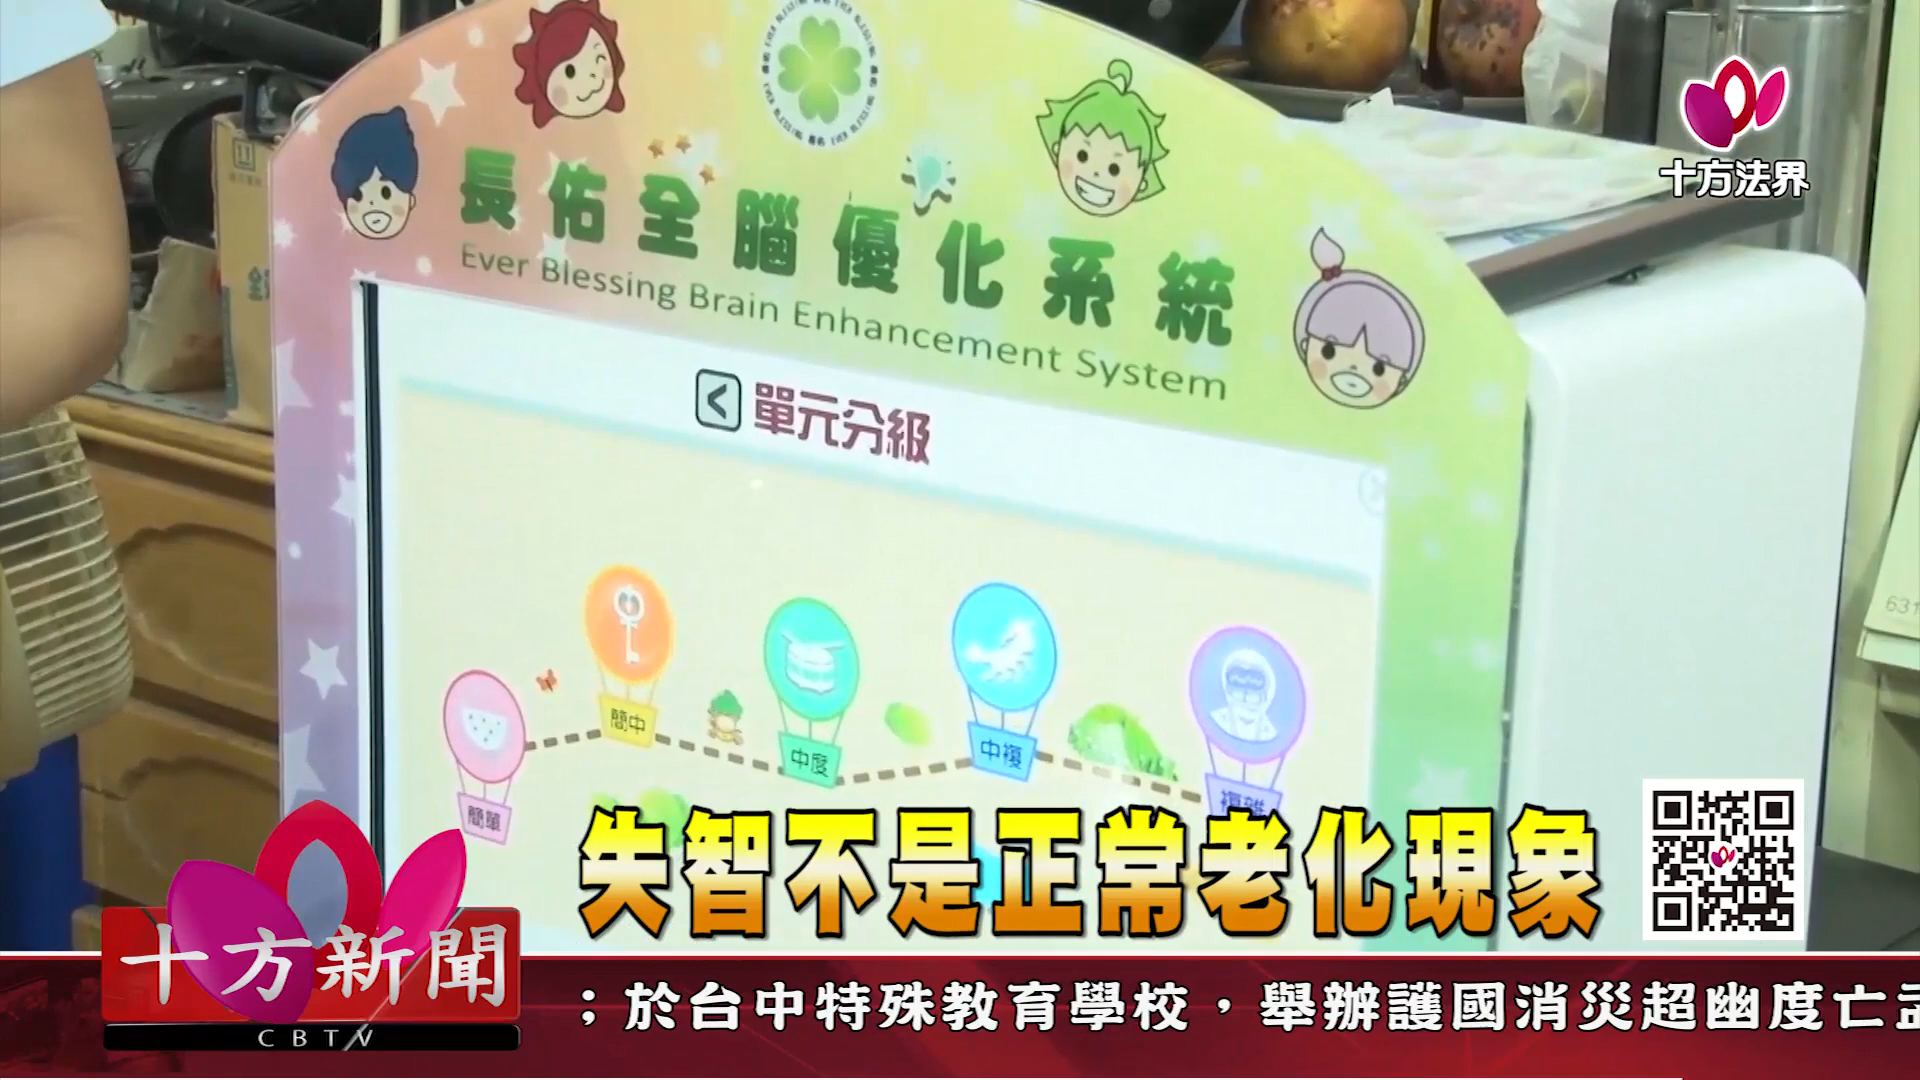 十方法界
長佑全腦優化系統
Ever Blessing Brain Enhancement System
單元分級
簡單
簡中
中度
中複
複雜
失智不是正常老化現象
十方新聞
CBTV
；於台中特殊教育學校，舉辦護國消災超幽度亡孟